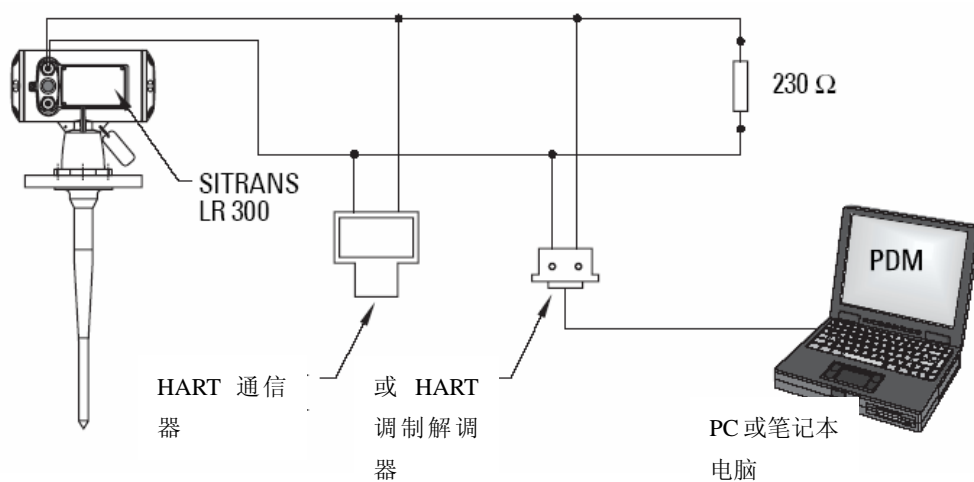 230 Ω
SITRANS
LR 300
PDM
HART 通信
器
或 HART
调制解调
器
PC 或笔记本
电脑